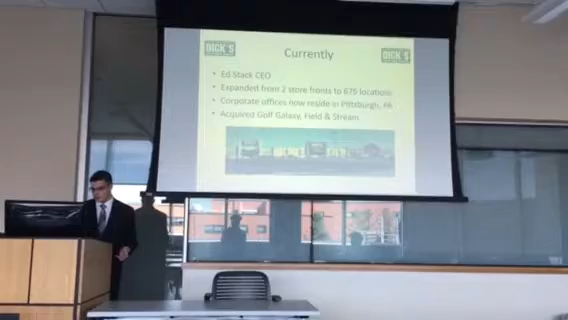 DICK'S
DICK'S
Currently
• Ed Stack CEO
• Expanded from 2 store fronts to 675 locations
• Corporate offices now reside in Pittsburgh, PA
• Acquired Golf Galaxy, Field & Stream